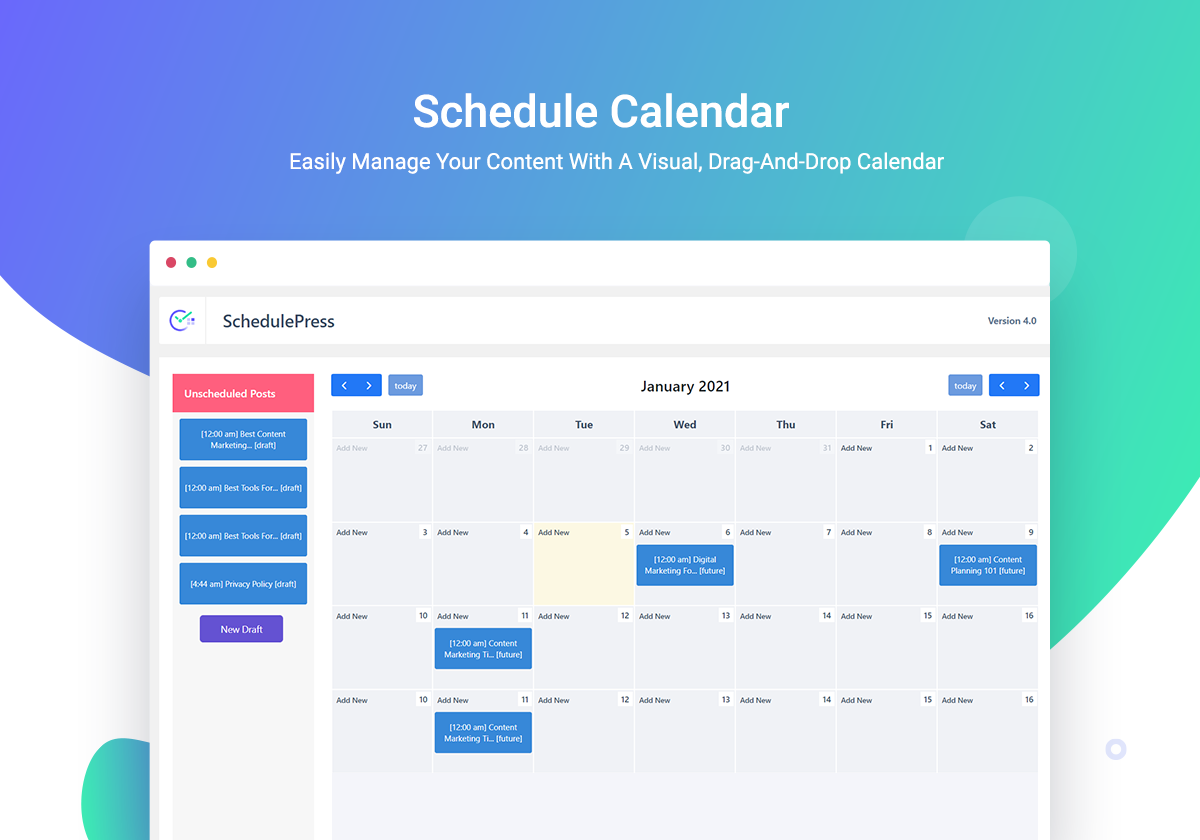 Schedule Calendar
Easily Manage Your Content With A Visual, Drag-And-Drop Calendar
SchedulePress
Version 4.0
Unscheduled Posts
[12:00 am] Best Content
Marketing... [draft]
[12:00 am] Best Tools For... [draft]
[12:00 am] Best Tools For... [draft]
[4:44 am] Privacy Policy [draft]
New Draft
today
January 2021
today
Sun Mon Tue Wed Thu Fri Sat
Add New 27 Add New 28 Add New 29 Add New 30 Add New 31 Add New 1 Add New 2
Add New 3 Add New 4 Add New 5 Add New 6 Add New 7 Add New 8 Add New 9
[12:00 am] Digital
Marketing Fo... [future]
[12:00 am] Content
Planning 101 [future]
Add New 10 Add New 11 Add New 12 Add New 13 Add New 14 Add New 15 Add New 16
[12:00 am] Content
Marketing Ti... [future]
Add New 10 Add New 11 Add New 12 Add New 13 Add New 14 Add New 15 Add New 16
[12:00 am] Content
Marketing Ti... [future]